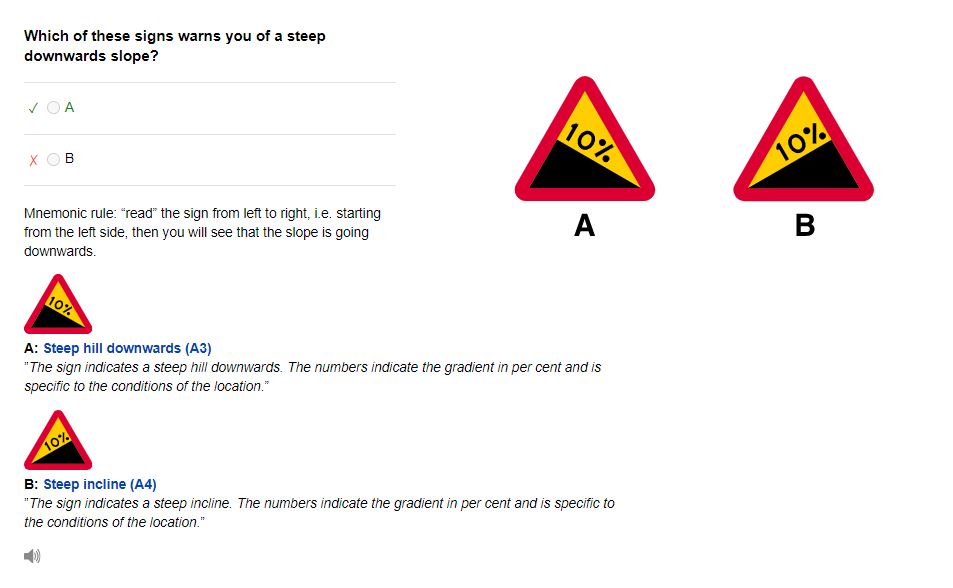 Which of these signs warns you of a steep
downwards slope?
✓ A
✗ B
Mnemonic rule: “read” the sign from left to right, i.e. starting
from the left side, then you will see that the slope is going
downwards.
10%
A
10%
B
10%
A: Steep hill downwards (A3)
”The sign indicates a steep hill downwards. The numbers indicate the gradient in per cent and is
specific to the conditions of the location.”
10%
B: Steep incline (A4)
”The sign indicates a steep incline. The numbers indicate the gradient in per cent and is specific to
the conditions of the location.”